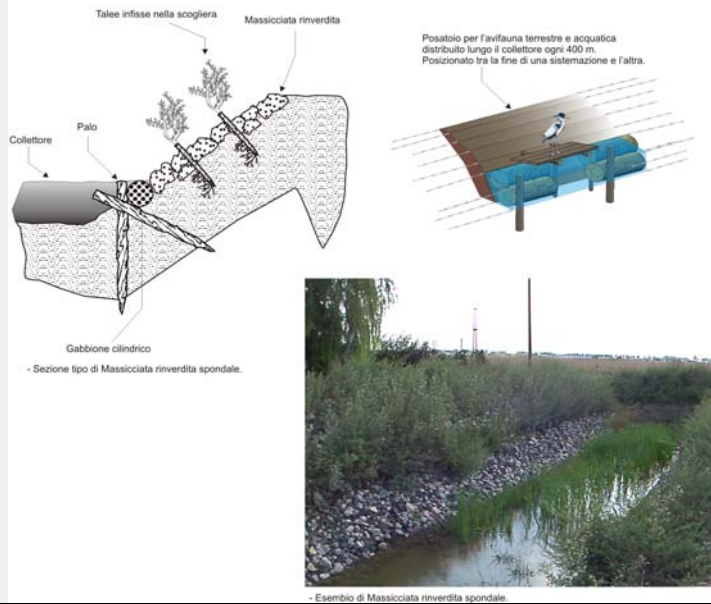 Talee infisse nella scogliera
Massicciata rinverdita
Posatoio per l'avifauna terrestre e acquatica
distribuito lungo il collettore ogni 400 m.
Posizionato tra la fine di una sistemazione e l'altra.
Collettore
Palo
Gabbione cilindrico
- Sezione tipo di Massicciata rinverdita spondale.
- Esembio di Massicciata rinverdita spondale.